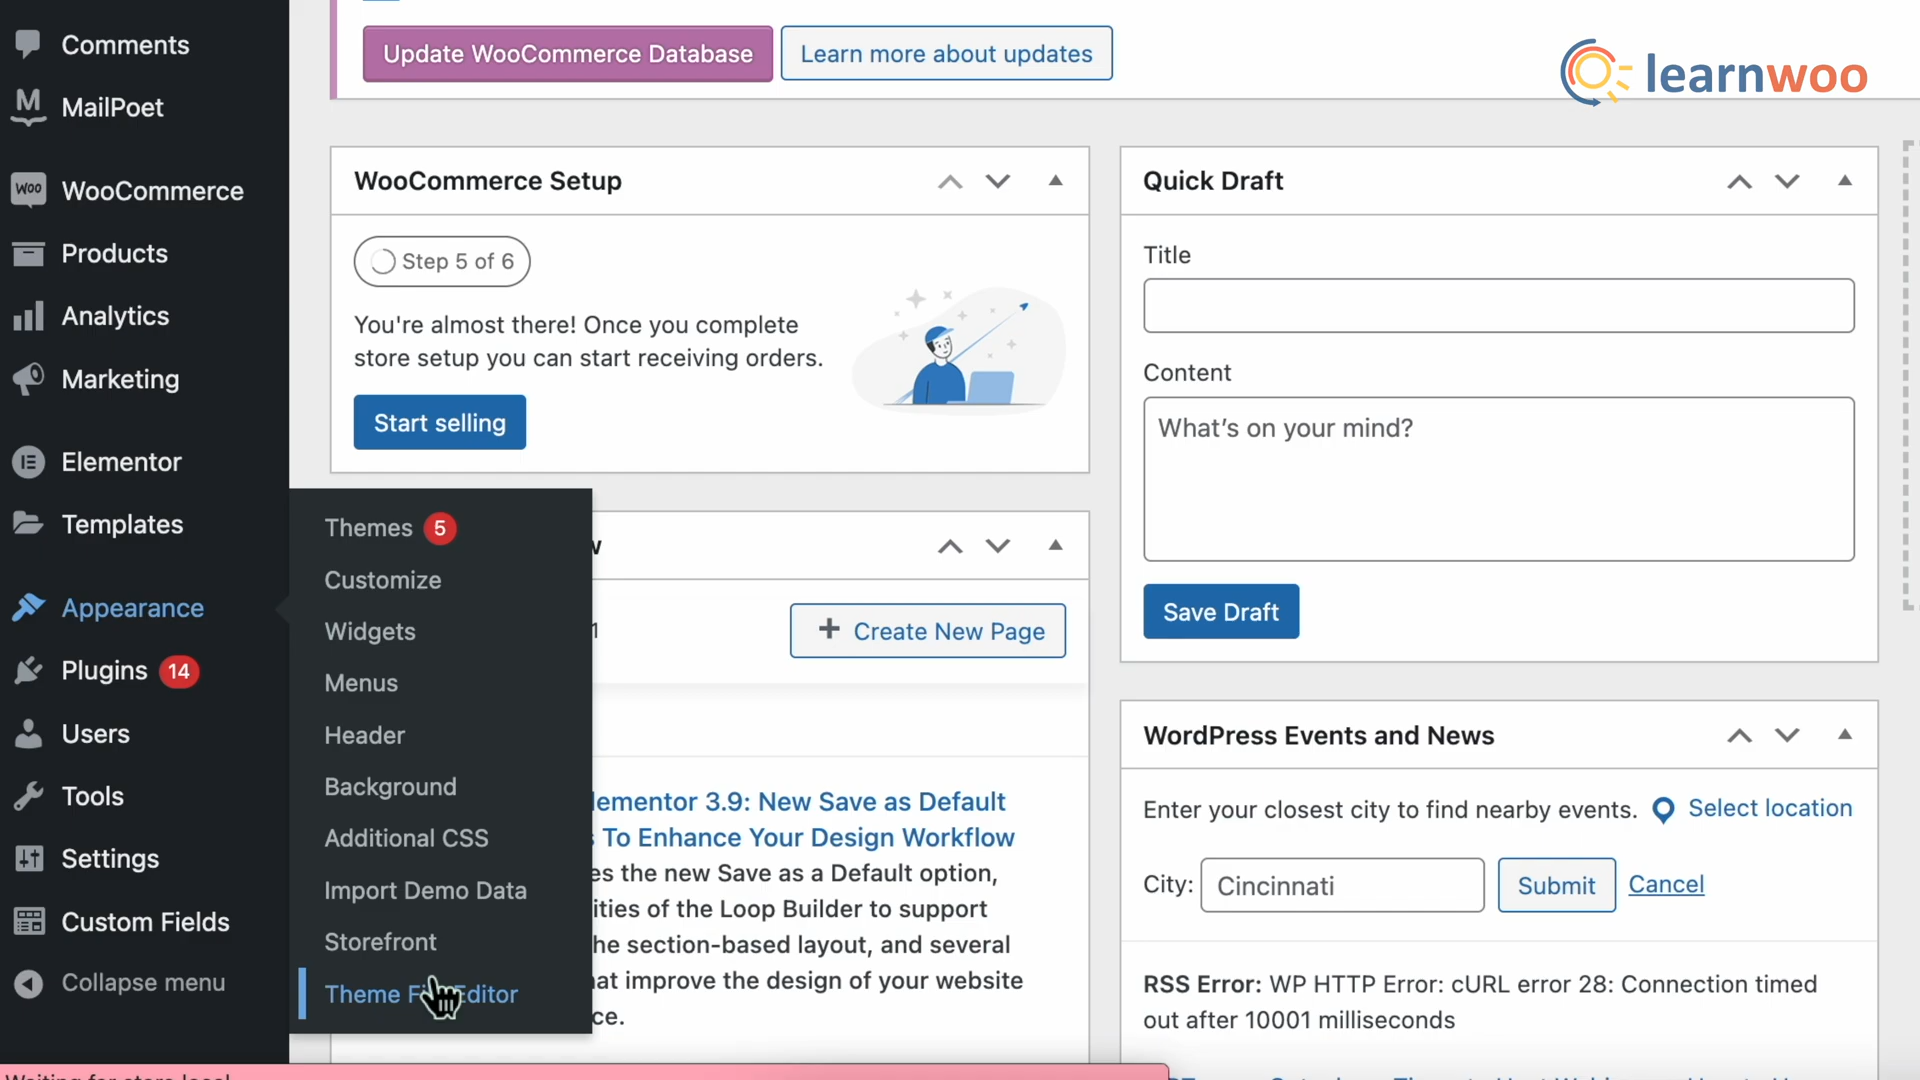 Comments
MailPoet
WooCommerce
Products
Analytics
Marketing
Elementor
Templates
Appearance
Plugins 14
Users
Tools
Settings
Custom Fields
Collapse menu
Themes 5
Customize
Widgets
Menus
Header
Background
Additional CSS
Import Demo Data
Storefront
Theme Editor
Update WooCommerce Database
Learn more about updates
learnwoo
WooCommerce Setup
Step 5 of 6
You're almost there! Once you complete
store setup you can start receiving orders.
Start selling
Create New Page
lementor 3.9: New Save as Default
s To Enhance Your Design Workflow
es the new Save as a Default option,
ities of the Loop Builder to support
he section-based layout, and several
at improve the design of your website
ce.
Quick Draft
Title
Content
What's on your mind?
Save Draft
WordPress Events and News
Enter your closest city to find nearby events. Select location
City: Cincinnati Submit Cancel
RSS Error: WP HTTP Error: cURL error 28: Connection timed
out after 10001 milliseconds